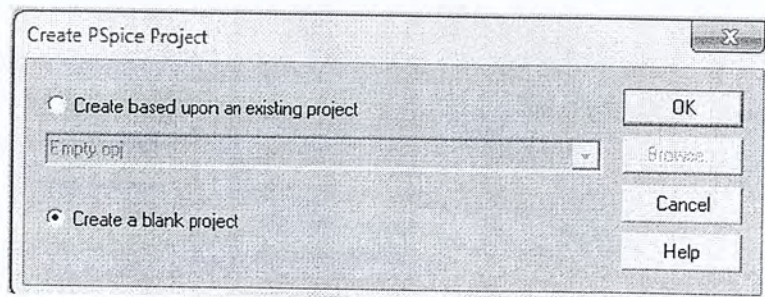 Create PSpice Project
Create based upon an existing project
OK
Empty.opj
Browse...
Create a blank project
Cancel
Help